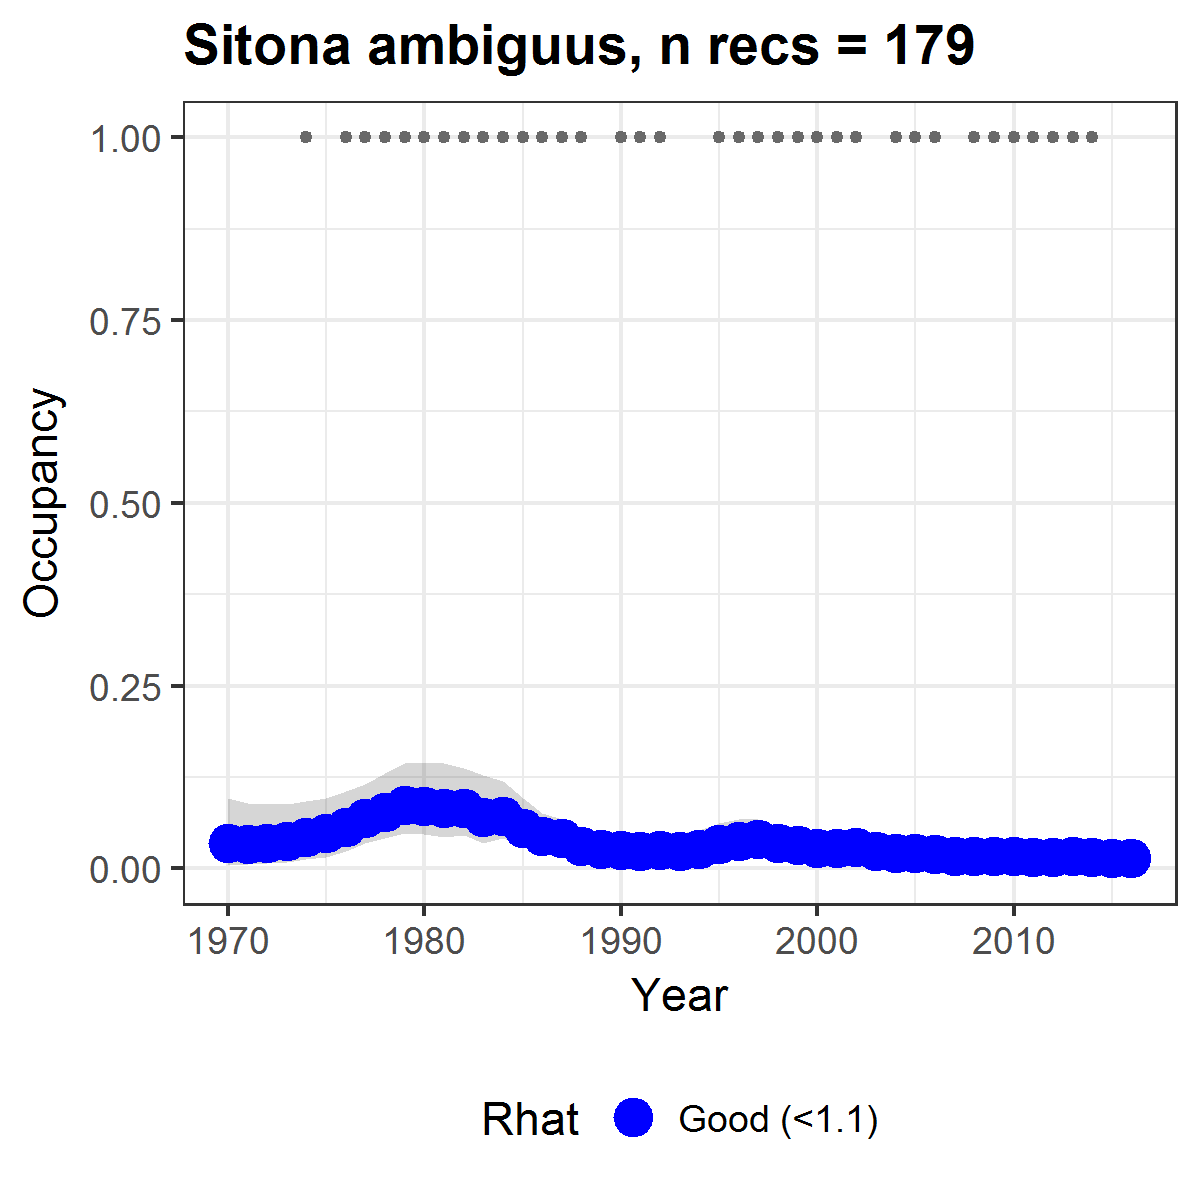 Sitona ambiguus, n recs = 179
1.00
0.75
0.50
0.25
0.00
Occupancy
1970 1980 1990 2000 2010
Year
Rhat Good (<1.1)